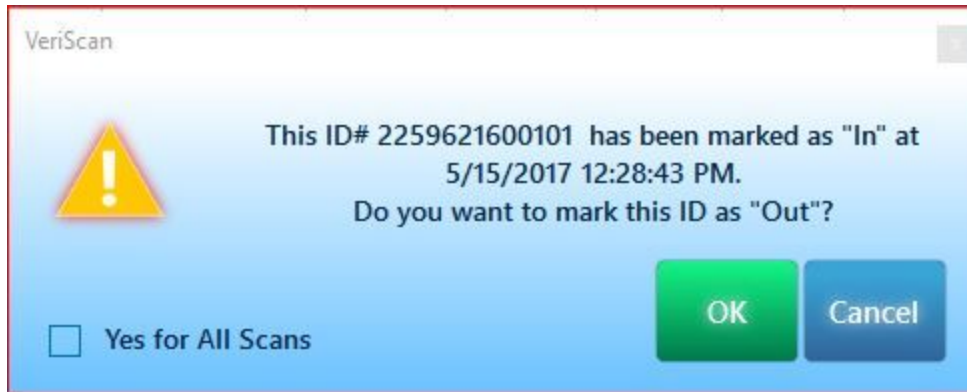 VeriScan
This ID# 2259621600101 has been marked as "In" at
5/15/2017 12:28:43 PM.
Do you want to mark this ID as "Out"?
OK
Cancel
Yes for All Scans